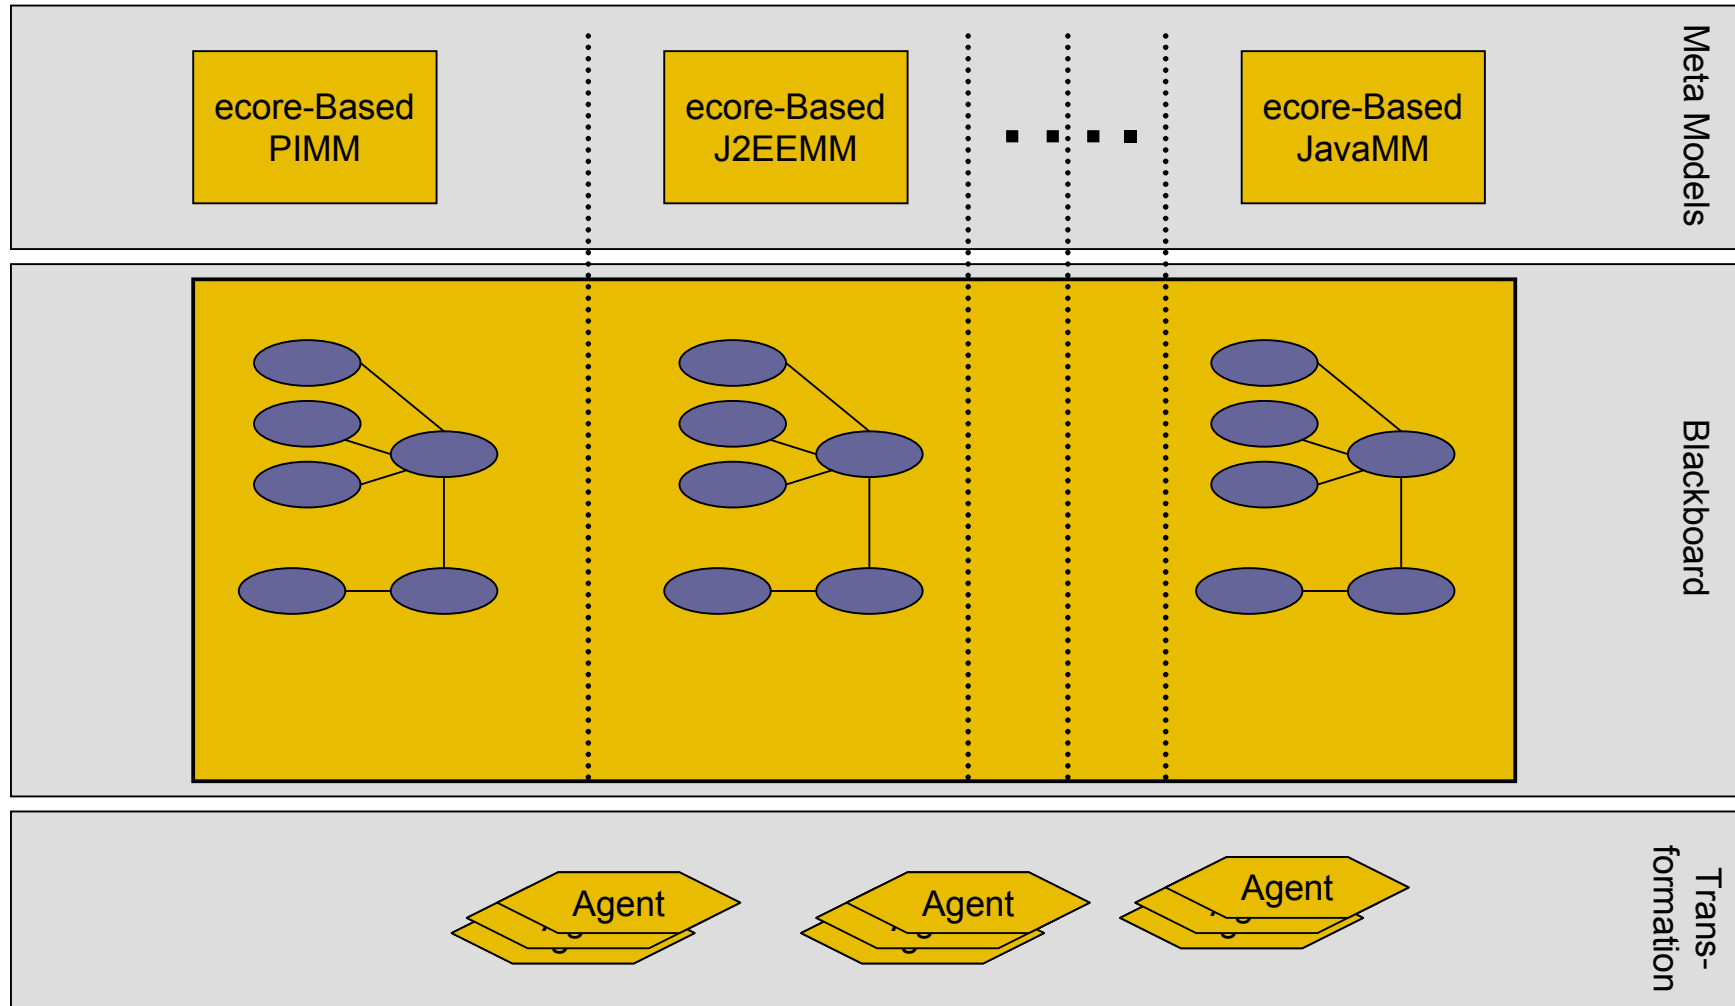 ecore-Based
PIMM
ecore-Based
J2EEMM
ecore-Based
JavaMM
Meta Models
Blackboard
Agent
Agent
Agent
Trans-
formation